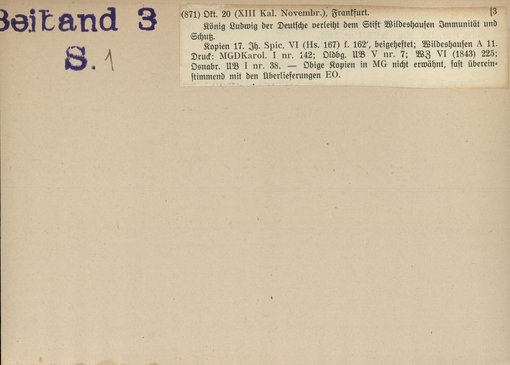 Beiband 3
S. 1
(871) Okt. 20 (XIII Kal. Novembr.), Frankfurt. [3
König Ludwig der Deutsche verleiht dem Stift Wildeshausen Immunität und
Schutz.
Kopien 17. Jh. Spic. VI (Hs. 167) f. 162', beigeheftet; Wildeshausen A 11.
Druck: MGDKarol. I nr. 142; Oldbg. UB V nr. 7; WZ VI (1843) 225;
Osnabr. UB I nr. 38. — Obige Kopien in MG nicht erwähnt, fast überein-
stimmend mit den Überlieferungen EO.